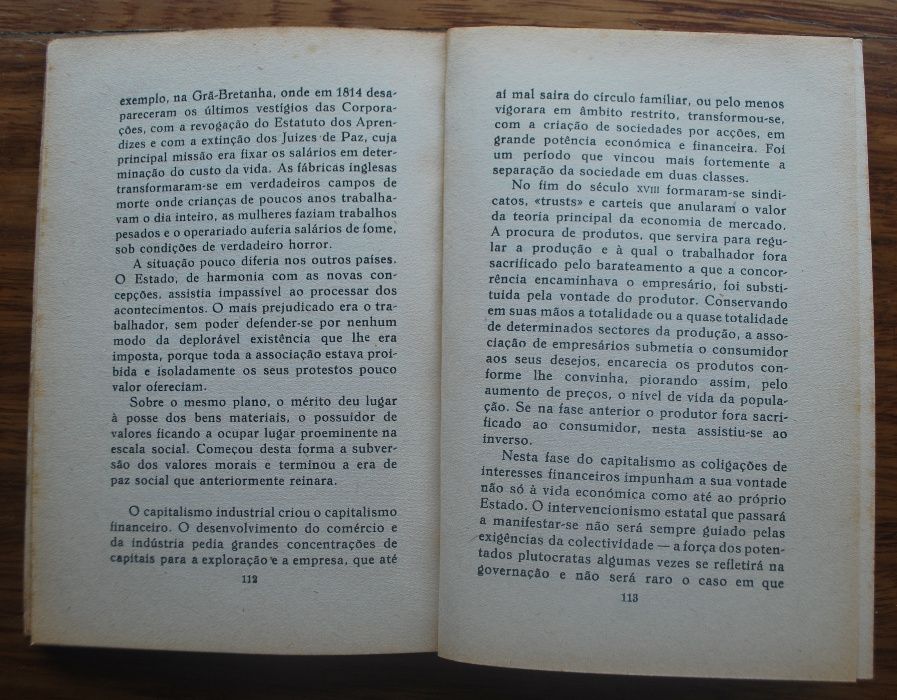 exemplo, na Grã-Bretanha, onde em 1814 desa-
pareceram os últimos vestígios das Corpora-
ções, com a revogação do Estatuto dos Apren-
dizes e com a extinção dos Juizes de Paz, cuja
principal missão era fixar os salários em deter-
minação do custo da vida. As fábricas inglesas
transformaram-se em verdadeiros campos de
morte onde crianças de poucos anos trabalha-
vam o dia inteiro, as mulheres faziam trabalhos
pesados e o operariado auferia salários de fome,
sob condições de verdadeiro horror.
A situação pouco diferia nos outros países.
O Estado, de harmonia com as novas con-
cepções, assistia impassível ao processar dos
acontecimentos. O mais prejudicado era o tra-
balhador, sem poder defender-se por nenhum
modo da deplorável existência que lhe era
imposta, porque toda a associação estava proi-
bida e isoladamente os seus protestos pouco
valor ofereciam.
Sobre o mesmo plano, o mérito deu lugar
à posse dos bens materiais, o possuidor de
valores ficando a ocupar lugar proeminente na
escala social. Começou desta forma a subver-
são dos valores morais e terminou a era de
paz social que anteriormente reinara.
O capitalismo industrial criou o capitalismo
financeiro. O desenvolvimento do comércio e
da indústria pedia grandes concentrações de
capitais para a exploração e a empresa, que até
112
aí mal saira do círculo familiar, ou pelo menos
vigorara em âmbito restrito, transformou-se,
com a criação de sociedades por acções, em
grande potência económica e financeira. Foi
um período que vincou mais fortemente a
separação da sociedade em duas classes.
No fim do século XVIII formaram-se sindi-
catos, «trusts» e carteis que anularam o valor
da teoria principal da economia de mercado.
A procura de produtos, que servira para regu-
lar a produção e à qual o trabalhador fora
sacrificado pelo barateamento a que a concor-
rência encaminhava o empresário, foi substi-
tuida pela vontade do produtor. Conservando
em suas mãos a totalidade ou a quase totalidade
de determinados sectores da produção, a asso-
ciação de empresários submetia o consumidor
aos seus desejos, encarecia os produtos con-
forme lhe convinha, piorando assim, pelo
aumento de preços, o nível de vida da popula-
ção. Se na fase anterior o produtor fora sacri-
ficado ao consumidor, nesta assistiu-se ao
inverso.
Nesta fase do capitalismo as coligações de
interesses financeiros impunham a sua vontade
não só à vida económica como até ao próprio
Estado. O intervencionismo estatal que passará
a manifestar-se não será sempre guiado pelas
exigências da colectividade — a força dos poten-
tados plutocratas algumas vezes se refletirá na
governação e não será raro o caso em que
113